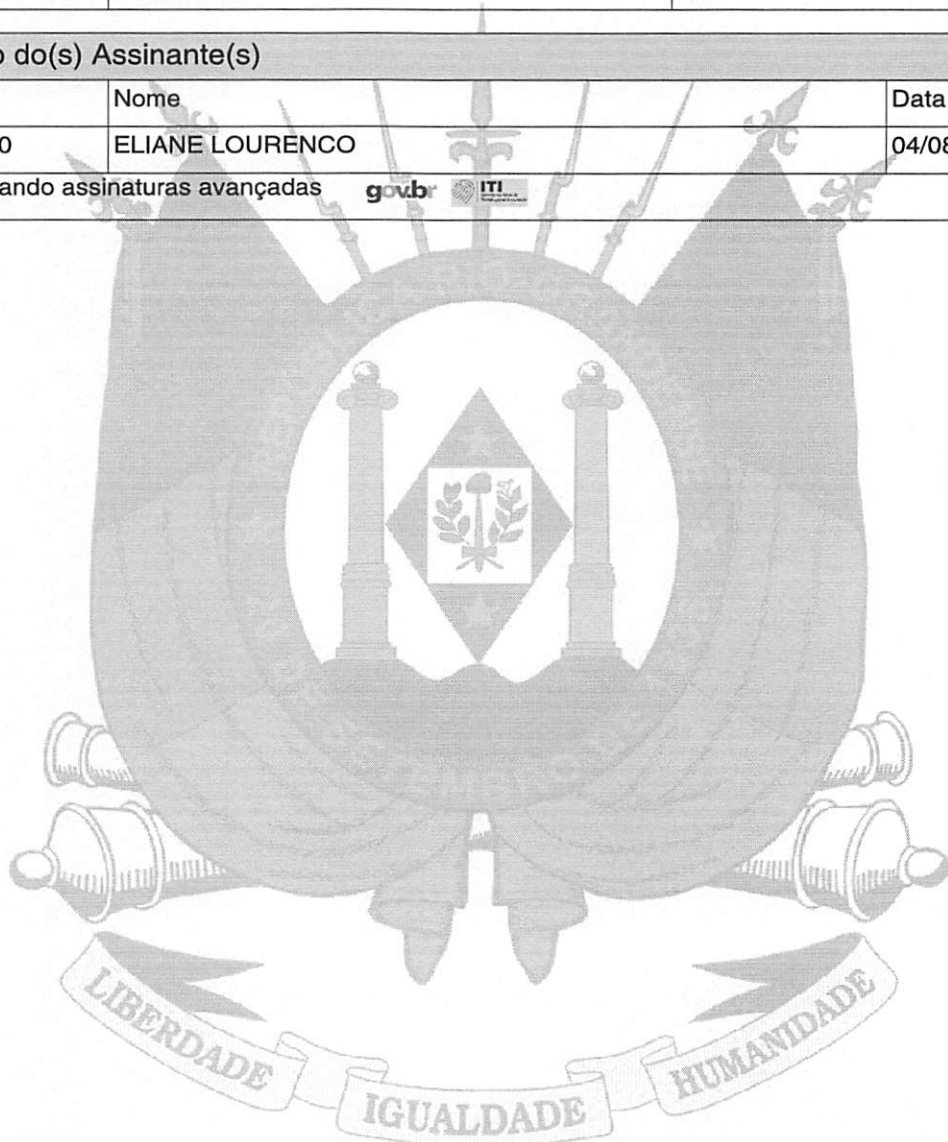 o do(s) Assinante(s)
Nome Data
0 ELIANE LOURENCO 04/08
ando assinaturas avançadas gov.br ITI
LIBERDADE IGUALDADE HUMANIDADE